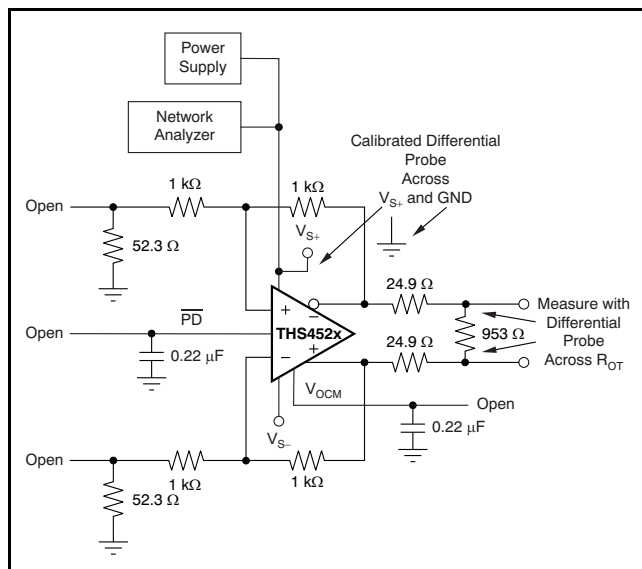 Power
Supply
Network
Analyzer
Calibrated Differential
Probe
Across
V_S+ and GND
1 kΩ
1 kΩ
Open
V_S+
52.3 Ω
24.9 Ω
Measure with
Differential
Probe
Across R_OT
+
−
THS452x
Open
PD
953 Ω
24.9 Ω
−
+
0.22 µF
V_OCM
Open
0.22 µF
V_S−
Open
1 kΩ
1 kΩ
52.3 Ω